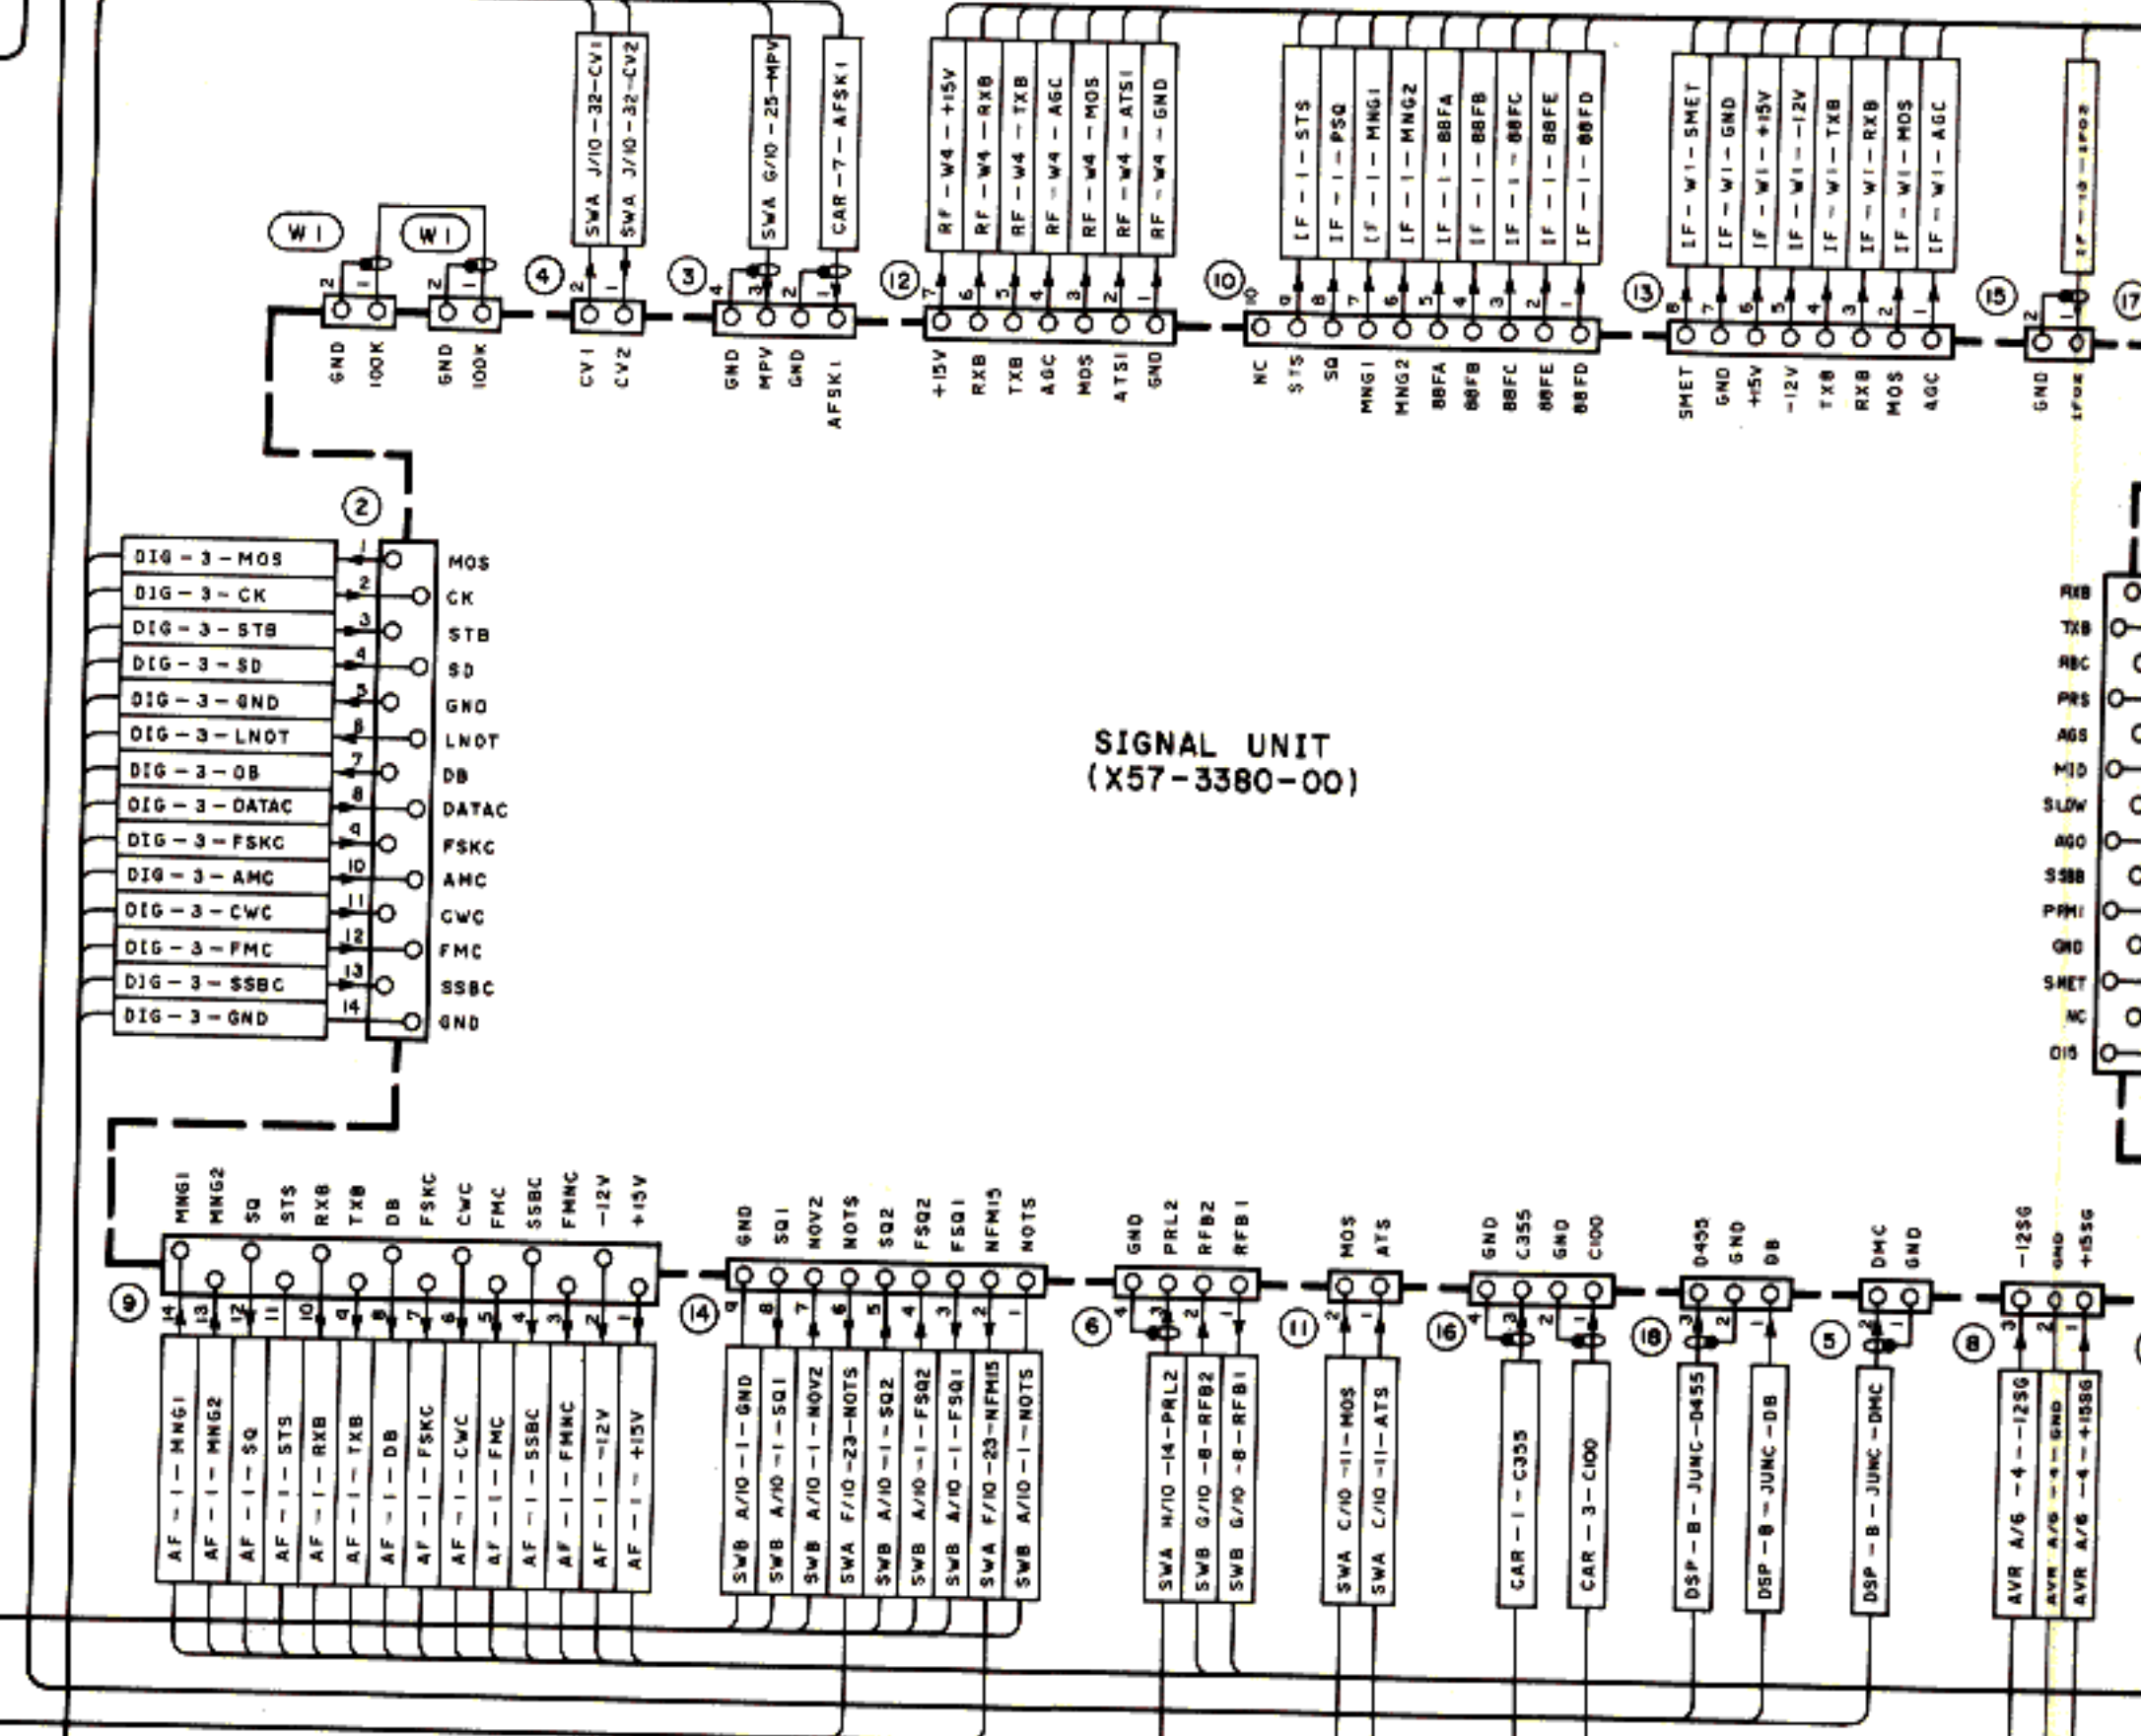 SWA J/10-32-CV1
SWA J/10-32-CV2
SWA G/10-25-MPV
CAR-7-AFSK1
RF-W4-+15V
RF-W4-RXB
RF-W4-TXB
RF-W4-AGC
RF-W4-MOS
RF-W4-ATS1
RF-W4-GND
IF-1-STS
IF-1-PSQ
IF-1-MNG1
IF-1-MNG2
IF-1-88FA
IF-1-88FB
IF-1-88FC
IF-1-88FE
IF-1-88FD
IF-W1-SMET
IF-W1-GND
IF-W1-+15V
IF-W1--12V
IF-W1-TXB
IF-W1-RXB
IF-W1-MOS
IF-W1-AGC
W1
W1
4
3
12
10
13
15
17
2 1
2 1
2 1
4 3 2 1
7 6 5 4 3 2 1
10 9 8 7 6 5 4 3 2 1
8 7 6 5 4 3 2 1
2 1
GND
100K
GND
100K
CV1
CV2
GND
MPV
GND
AFSK1
+15V
RXB
TXB
AGC
MOS
ATS1
GND
NC
STS
SQ
MNG1
MNG2
88FA
88FB
88FC
88FE
88FD
SMET
GND
+15V
-12V
TXB
RXB
MOS
AGC
GND
2
DIG-3-MOS 1 MOS
DIG-3-CK 2 CK
DIG-3-STB 3 STB
DIG-3-SD 4 SD
DIG-3-GND 5 GND
DIG-3-LNOT 6 LNOT
DIG-3-DB 7 DB
DIG-3-DATAC 8 DATAC
DIG-3-FSKC 9 FSKC
DIG-3-AMC 10 AMC
DIG-3-CWC 11 CWC
DIG-3-FMC 12 FMC
DIG-3-SSBC 13 SSBC
DIG-3-GND 14 GND
SIGNAL UNIT
(X57-3380-00)
RXB
TXB
RBC
PRS
AGS
MID
SLOW
AGO
SSBB
PRM1
GND
SMET
NC
MNG1
MNG2
SQ
STS
RXB
TXB
DB
FSKC
CWC
FMC
SSBC
FMNC
-12V
+15V
GND
SQ1
NOV2
NOTS
SQ2
FSQ2
FSQ1
NFM15
NOTS
GND
PRL2
RFB2
RFB1
MOS
ATS
GND
C355
GND
C100
D455
GND
DB
DMC
GND
-12SG
GND
+15SG
9
14
6
11
16
18
5
8
14 13 12 11 10 9 8 7 6 5 4 3 2 1
9 8 7 6 5 4 3 2 1
4 3 2 1
2 1
4 3 2 1
3 2 1
2 1
3 2 1
AF-1-MNG1
AF-1-MNG2
AF-1-SQ
AF-1-STS
AF-1-RXB
AF-1-TXB
AF-1-DB
AF-1-FSKC
AF-1-CWC
AF-1-FMC
AF-1-SSBC
AF-1-FMNC
AF-1--12V
AF-1-+15V
SWB A/10-1-GND
SWB A/10-1-SQ1
SWB A/10-1-NOV2
SWA F/10-23-NOTS
SWB A/10-1-SQ2
SWB A/10-1-FSQ2
SWB A/10-1-FSQ1
SWA F/10-23-NFM15
SWB A/10-1-NOTS
SWA H/10-14-PRL2
SWB G/10-8-RFB2
SWB G/10-8-RFB1
SWA C/10-11-MOS
SWA C/10-11-ATS
CAR-1-C355
CAR-3-C100
DSP-B-JUNC-D455
DSP-B-JUNC-DB
DSP-B-JUNC-DMC
AVR A/6-4--12SG
AVR A/6-4-GND
AVR A/6-4-+15SG